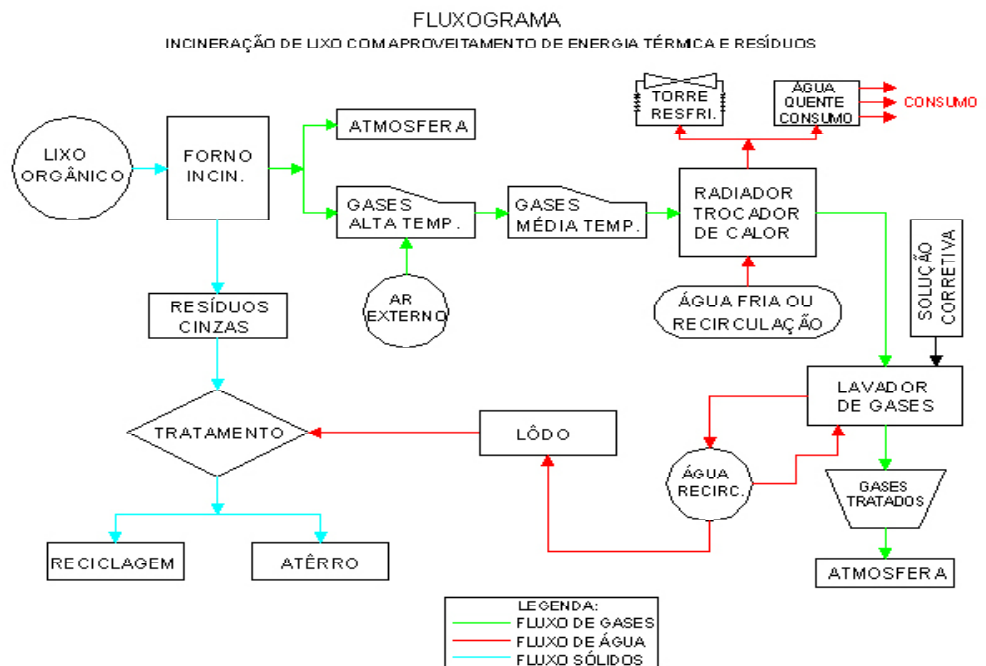 FLUXOGRAMA
INCINERAÇÃO DE LIXO COM APROVEITAMENTO DE ENERGIA TÉRMICA E RESÍDUOS
TORRE
RESFRI.
ÁGUA
QUENTE
CONSUMO
CONSUMO
LIXO
ORGÂNICO
FORNO
INCIN.
ATMOSFERA
GASES
ALTA TEMP.
GASES
MÉDIA TEMP.
RADIADOR
TROCADOR
DE CALOR
SOLUÇÃO
CORRETIVA
RESÍDUOS
CINZAS
AR
EXTERNO
ÁGUA FRIA OU
RECIRCULAÇÃO
LAVADOR
DE GASES
TRATAMENTO
LÔDO
ÁGUA
RECIRC.
GASES
TRATADOS
RECICLAGEM
ATÊRRO
ATMOSFERA
LEGENDA:
FLUXO DE GASES
FLUXO DE ÁGUA
FLUXO SÓLIDOS